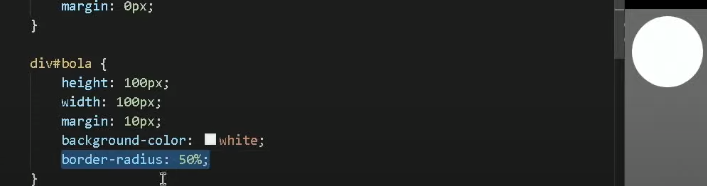 margin: 0px;
}
div#bola {
height: 100px;
width: 100px;
margin: 10px;
background-color: white;
border-radius: 50%;
}